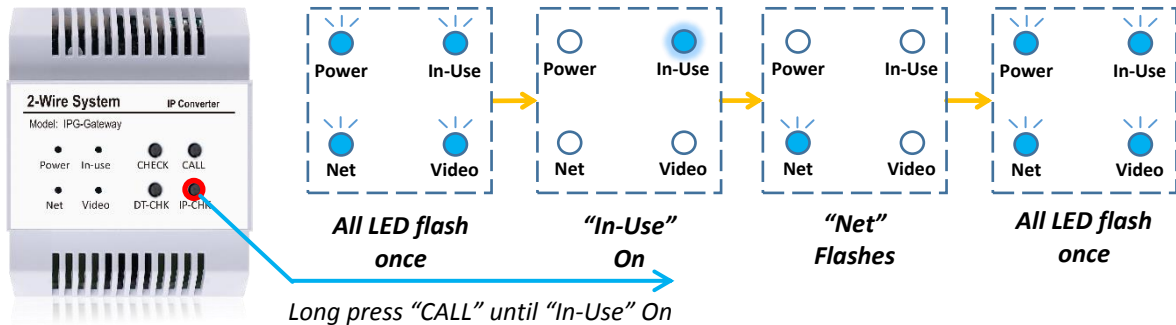 2-Wire System IP Converter
Model: IPG-Gateway
Power In-use CHECK CALL
Net Video DT-CHK IP-CHK
Power In-Use
Net Video
All LED flash
once
Power In-Use
Net Video
“In-Use”
On
Power In-Use
Net Video
“Net”
Flashes
Power In-Use
Net Video
All LED flash
once
Long press “CALL” until “In-Use” On